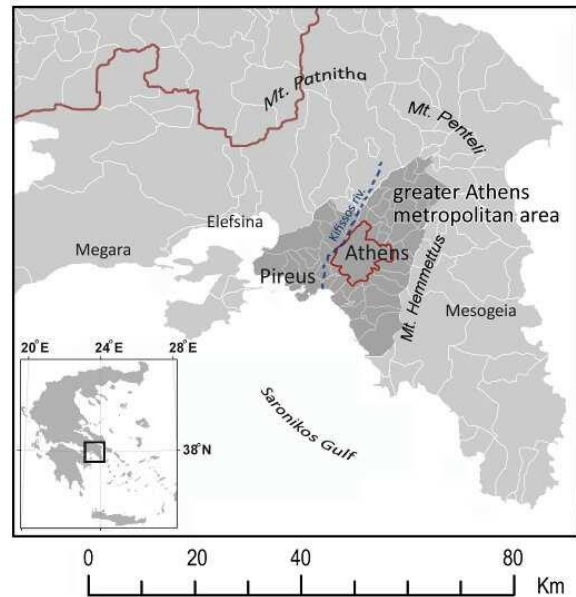 Mt. Patnitha
Mt. Penteli
greater Athens
metropolitan area
Kifissos riv.
Elefsina
Megara
Athens
Pireus
Mt. Hemmettus
Mesogeia
Saronikos Gulf
20°E 24°E 28°E
38°N
0 20 40 60 80
Km